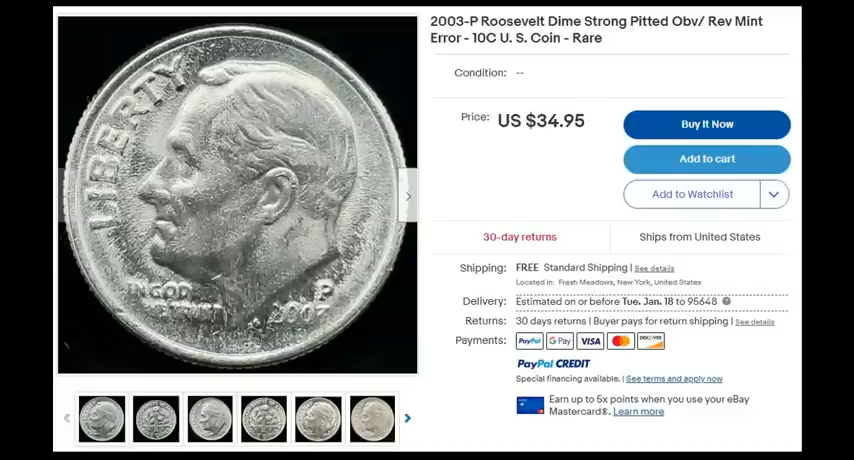 2003-P Roosevelt Dime Strong Pitted Obv/ Rev Mint
Error - 10C U. S. Coin - Rare
Condition: --
Price: US $34.95
Buy It Now
Add to cart
Add to Watchlist
30-day returns
Ships from United States
Shipping: FREE Standard Shipping | See details
Located in: Fresh Meadows, New York, United States
Delivery: Estimated on or before Tue. Jan. 18 to 95648
Returns: 30 days returns | Buyer pays for return shipping | See details
Payments: PayPal G Pay VISA MasterCard DISCOVER
PayPal CREDIT
Special financing available. | See terms and apply now
Earn up to 5x points when you use your eBay
Mastercard®. Learn more
LIBERTY
IN GOD
WE TRUST
P
2003